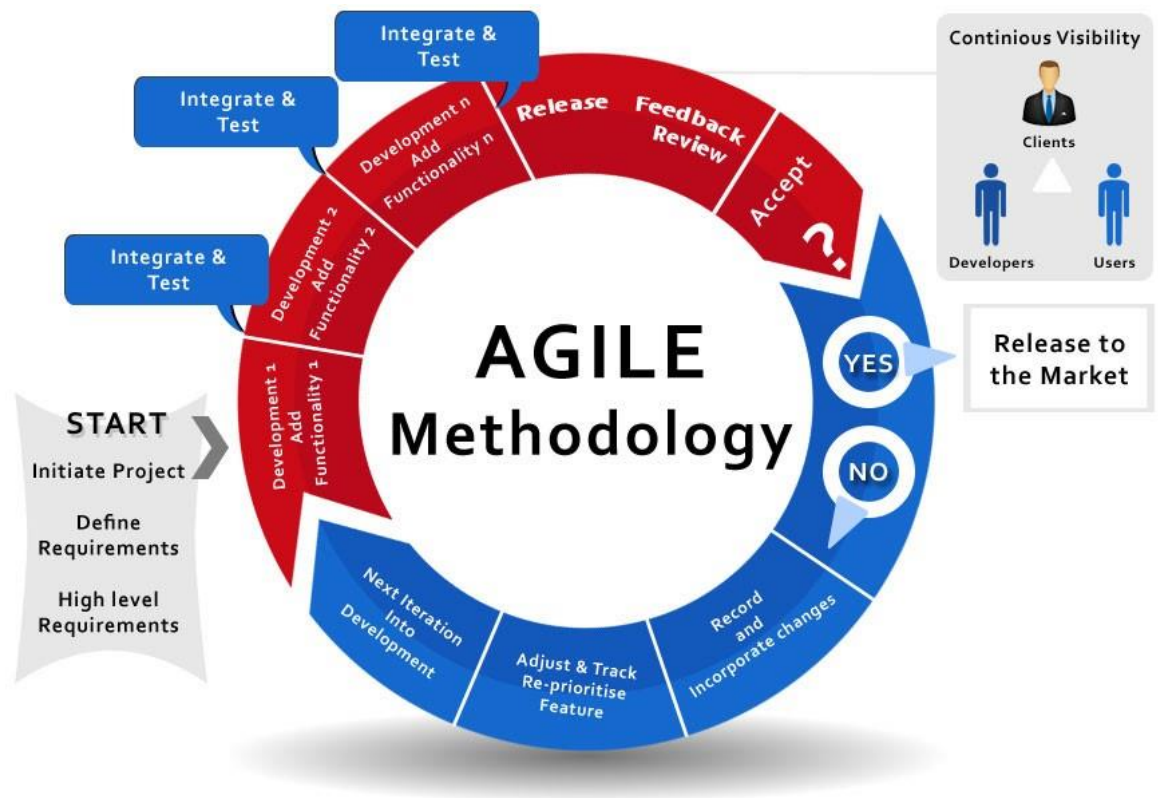 START
Initiate Project
Define
Requirements
High level
Requirements
Development 1
Add
Functionality 1
Integrate &
Test
Development 2
Add
Functionality 2
Integrate &
Test
Development n
Add
Functionality n
Integrate &
Test
Release
Feedback
Review
Accept
?
Continious Visibility
Clients
Developers
Users
YES
Release to
the Market
NO
Record
and
Incorporate changes
Adjust & Track
Re-prioritise
Feature
Next Iteration
Into
Development
AGILE
Methodology